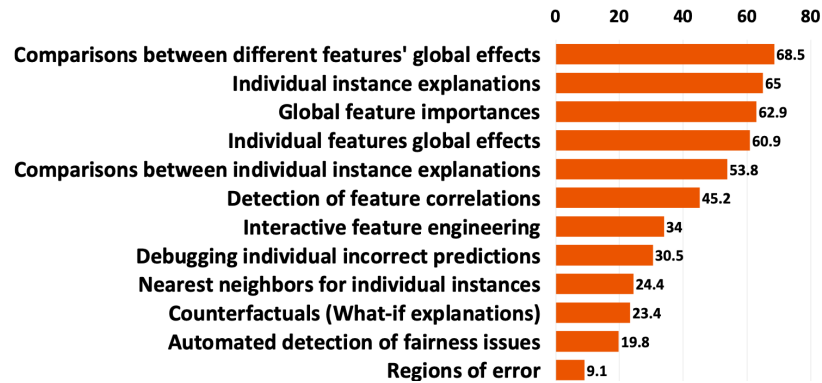 0 20 40 60 80
Comparisons between different features' global effects 68.5
Individual instance explanations 65
Global feature importances 62.9
Individual features global effects 60.9
Comparisons between individual instance explanations 53.8
Detection of feature correlations 45.2
Interactive feature engineering 34
Debugging individual incorrect predictions 30.5
Nearest neighbors for individual instances 24.4
Counterfactuals (What-if explanations) 23.4
Automated detection of fairness issues 19.8
Regions of error 9.1